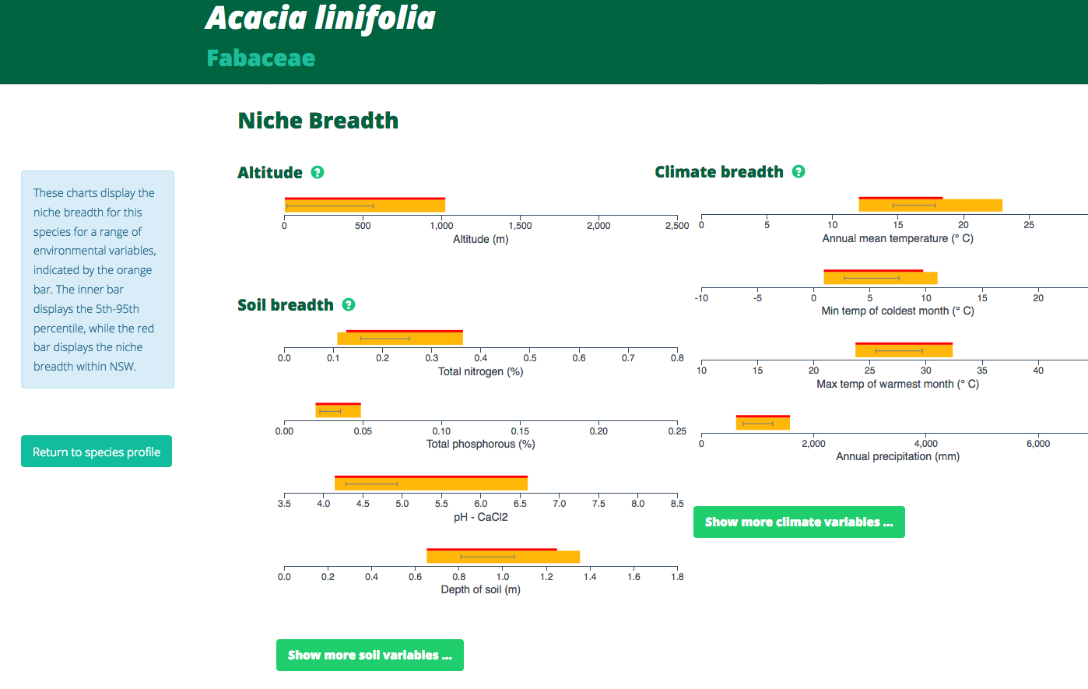 Acacia linifolia
Fabaceae
Niche Breadth
These charts display the
niche breadth for this
species for a range of
environmental variables,
indicated by the orange
bar. The inner bar
displays the 5th-95th
percentile, while the red
bar displays the niche
breadth within NSW.
Return to species profile
Altitude ?
0 500 1,000 1,500 2,000 2,500
Altitude (m)
Soil breadth ?
0.0 0.1 0.2 0.3 0.4 0.5 0.6 0.7 0.8
Total nitrogen (%)
0.00 0.05 0.10 0.15 0.20 0.25
Total phosphorous (%)
3.5 4.0 4.5 5.0 5.5 6.0 6.5 7.0 7.5 8.0 8.5
pH - CaCl2
0.0 0.2 0.4 0.6 0.8 1.0 1.2 1.4 1.6 1.8
Depth of soil (m)
Show more soil variables ...
Climate breadth ?
0 5 10 15 20 25
Annual mean temperature (° C)
-10 -5 0 5 10 15 20
Min temp of coldest month (° C)
10 15 20 25 30 35 40
Max temp of warmest month (° C)
0 2,000 4,000 6,000
Annual precipitation (mm)
Show more climate variables ...